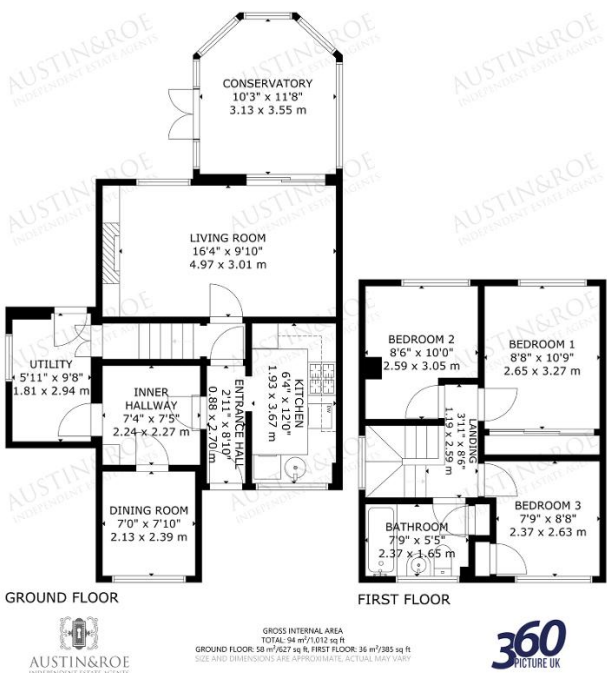 CONSERVATORY
10'3" x 11'8"
3.13 x 3.55 m
LIVING ROOM
16'4" x 9'10"
4.97 x 3.01 m
UTILITY
5'11" x 9'8"
1.81 x 2.94 m
INNER
HALLWAY
7'4" x 7'5"
2.24 x 2.27 m
ENTRANCE HALL
2'11" x 8'10"
0.88 x 2.70 m
KITCHEN
6'4" x 12'0"
1.93 x 3.67 m
DINING ROOM
7'0" x 7'10"
2.13 x 2.39 m
GROUND FLOOR
BEDROOM 2
8'6" x 10'0"
2.59 x 3.05 m
BEDROOM 1
8'8" x 10'9"
2.65 x 3.27 m
LANDING
3'11" x 8'6"
1.19 x 2.59 m
BATHROOM
7'9" x 5'5"
2.37 x 1.65 m
BEDROOM 3
7'9" x 8'8"
2.37 x 2.63 m
FIRST FLOOR
GROSS INTERNAL AREA
TOTAL: 94 m²/1,012 sq ft
GROUND FLOOR: 58 m²/627 sq ft, FIRST FLOOR: 36 m²/385 sq ft
SIZE AND DIMENSIONS ARE APPROXIMATE, ACTUAL MAY VARY
AUSTIN&ROE
INDEPENDENT ESTATE AGENTS
360
PICTURE UK
AUSTIN&ROE
INDEPENDENT ESTATE AGENTS